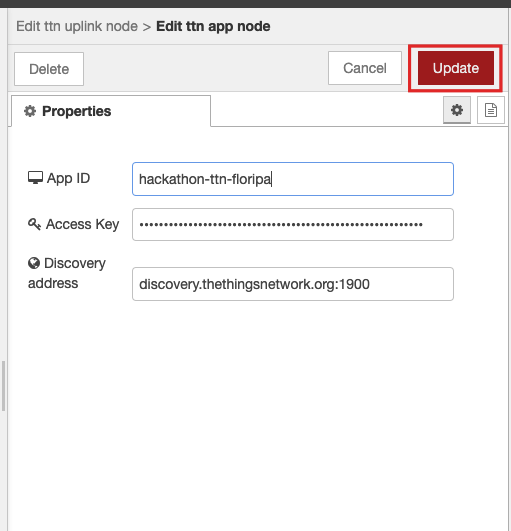 Edit ttn uplink node > Edit ttn app node
Delete
Cancel
Update
Properties
App ID
hackathon-ttn-floripa
Access Key
••••••••••••••••••••••••••••••••••••••••••••••••••••••••••
Discovery
address
discovery.thethingsnetwork.org:1900